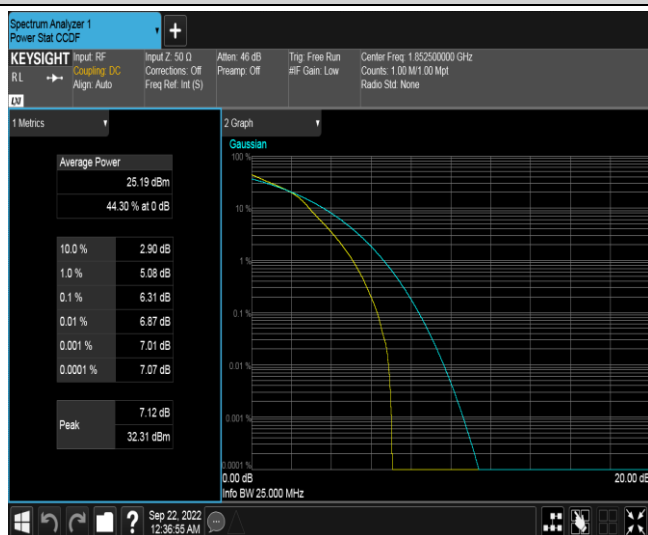 Spectrum Analyzer 1
Power Stat CCDF
KEYSIGHT
RL
LXI
Input: RF
Coupling: DC
Align: Auto
Input Z: 50 Ω
Corrections: Off
Freq Ref: Int (S)
Atten: 46 dB
Preamp: Off
Trig: Free Run
#IF Gain: Low
Center Freq: 1.852500000 GHz
Counts: 1.00 M/1.00 Mpt
Radio Std: None
1 Metrics
Average Power
25.19 dBm
44.30 % at 0 dB
10.0 % 2.90 dB
1.0 % 5.08 dB
0.1 % 6.31 dB
0.01 % 6.87 dB
0.001 % 7.01 dB
0.0001 % 7.07 dB
Peak
7.12 dB
32.31 dBm
2 Graph
Gaussian
100 %
10 %
1 %
0.1 %
0.01 %
0.001 %
0.0001 %
0.00 dB 20.00 dB
Info BW 25.000 MHz
?
Sep 22, 2022
12:36:55 AM